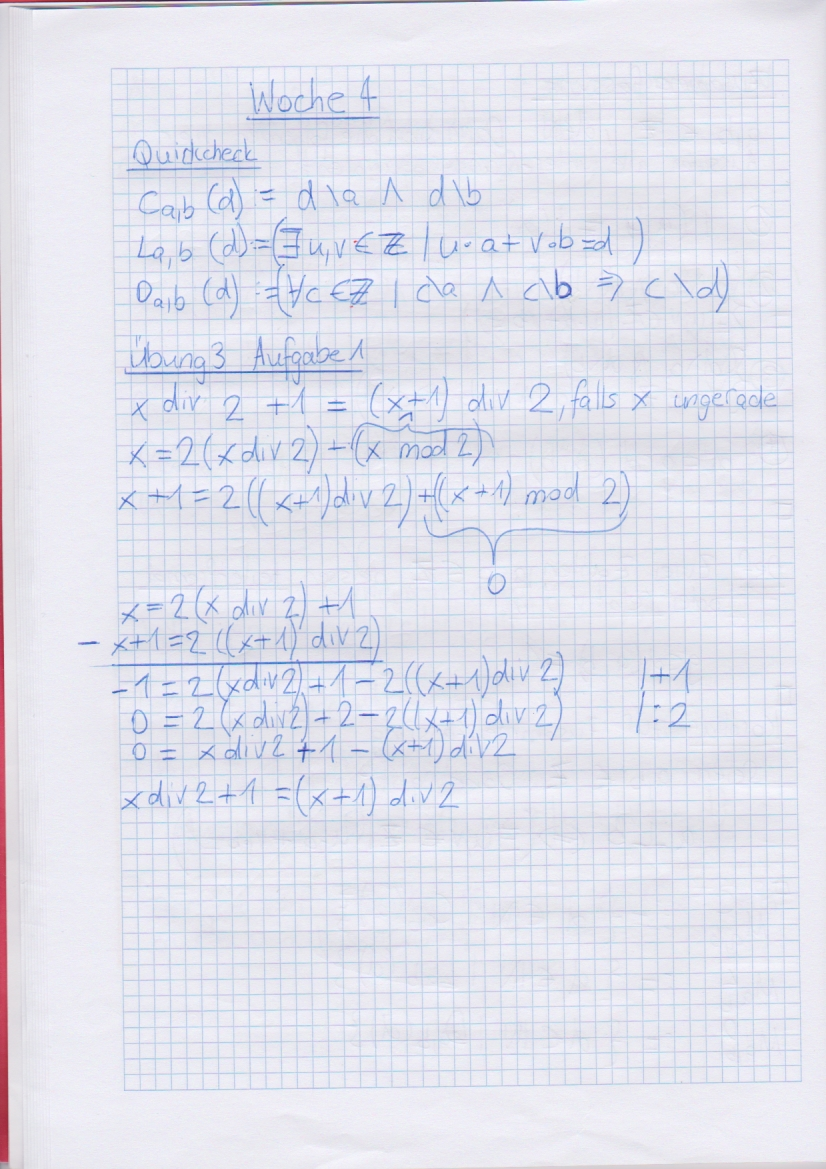 Woche 4
Quickcheck
Ca,b (d) := d\a ∧ d\b
La,b (d) := (∃ u,v ∈ ℤ | u·a + v·b = d )
Da,b (d) := (∀c ∈ ℤ | c\a ∧ c\b ⇒ c\d)
Übung 3 Aufgabe 1
x div 2 + 1 = (x+1) div 2, falls x ungerade
1
x = 2(x div 2) + (x mod 2)
x + 1 = 2((x+1) div 2) + ((x+1) mod 2)
0
x = 2(x div 2) + 1
- x+1 = 2((x+1) div 2)
-1 = 2(x div 2) + 1 - 2((x+1) div 2) | +1
0 = 2(x div 2) + 2 - 2((x+1) div 2) | :2
0 = x div 2 + 1 - (x+1) div 2
x div 2 + 1 = (x+1) div 2